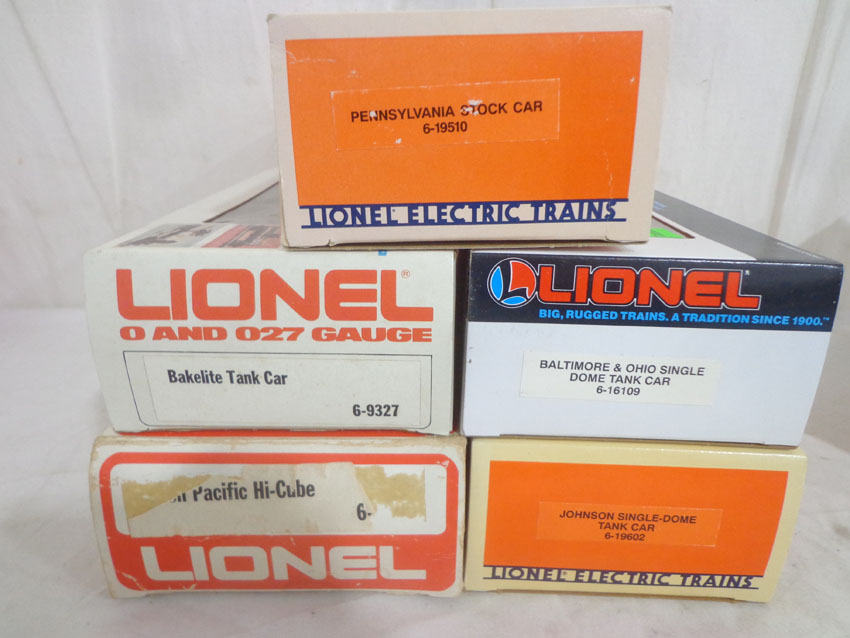 PENNSYLVANIA STOCK CAR
6-19510
LIONEL ELECTRIC TRAINS
LIONEL®
O AND O27 GAUGE
Bakelite Tank Car
6-9327
LIONEL
BIG, RUGGED TRAINS. A TRADITION SINCE 1900.™
BALTIMORE & OHIO SINGLE
DOME TANK CAR
6-16109
Pacific Hi-Cube
6-
LIONEL
JOHNSON SINGLE-DOME
TANK CAR
6-19602
LIONEL ELECTRIC TRAINS